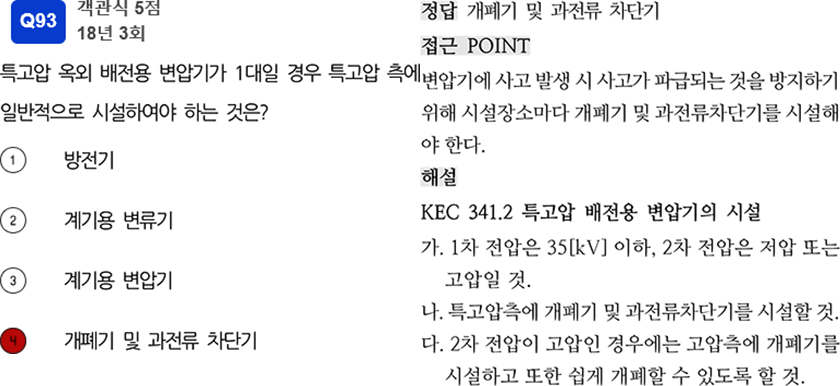 Q93
객관식 5점
18년 3회
특고압 옥외 배전용 변압기가 1대일 경우 특고압 측에
일반적으로 시설하여야 하는 것은?
1 방전기
2 계기용 변류기
3 계기용 변압기
4 개폐기 및 과전류 차단기
정답 개폐기 및 과전류 차단기
접근 POINT
변압기에 사고 발생 시 사고가 파급되는 것을 방지하기
위해 시설장소마다 개폐기 및 과전류차단기를 시설해
야 한다.
해설
KEC 341.2 특고압 배전용 변압기의 시설
가. 1차 전압은 35[kV] 이하, 2차 전압은 저압 또는
고압일 것.
나. 특고압측에 개폐기 및 과전류차단기를 시설할 것.
다. 2차 전압이 고압인 경우에는 고압측에 개폐기를
시설하고 또한 쉽게 개폐할 수 있도록 할 것.